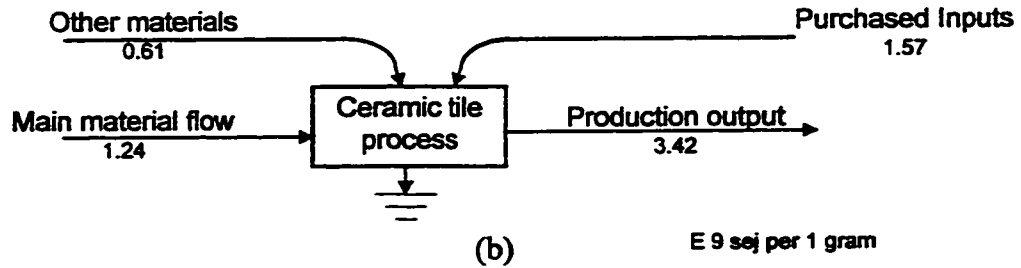 Other materials
0.61
Purchased Inputs
1.57
Main material flow
1.24
Ceramic tile
process
Production output
3.42
(b)
E 9 sej per 1 gram